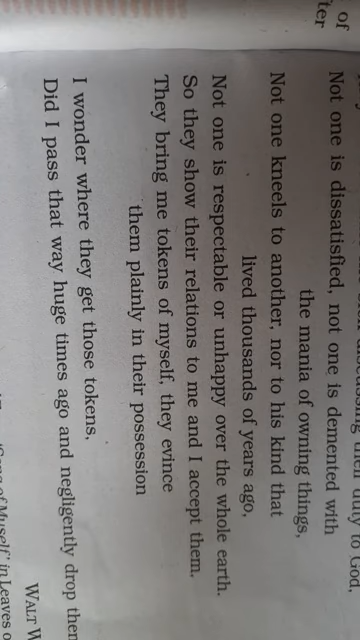 of
ter
duty to God,
Not one is dissatisfied, not one is demented with
the mania of owning things,
Not one kneels to another, nor to his kind that
lived thousands of years ago,
Not one is respectable or unhappy over the whole earth.
So they show their relations to me and I accept them.
They bring me tokens of myself, they evince
them plainly in their possession
I wonder where they get those tokens,
Did I pass that way huge times ago and negligently drop them
WALT W
'Song of Myself' in Leaves o